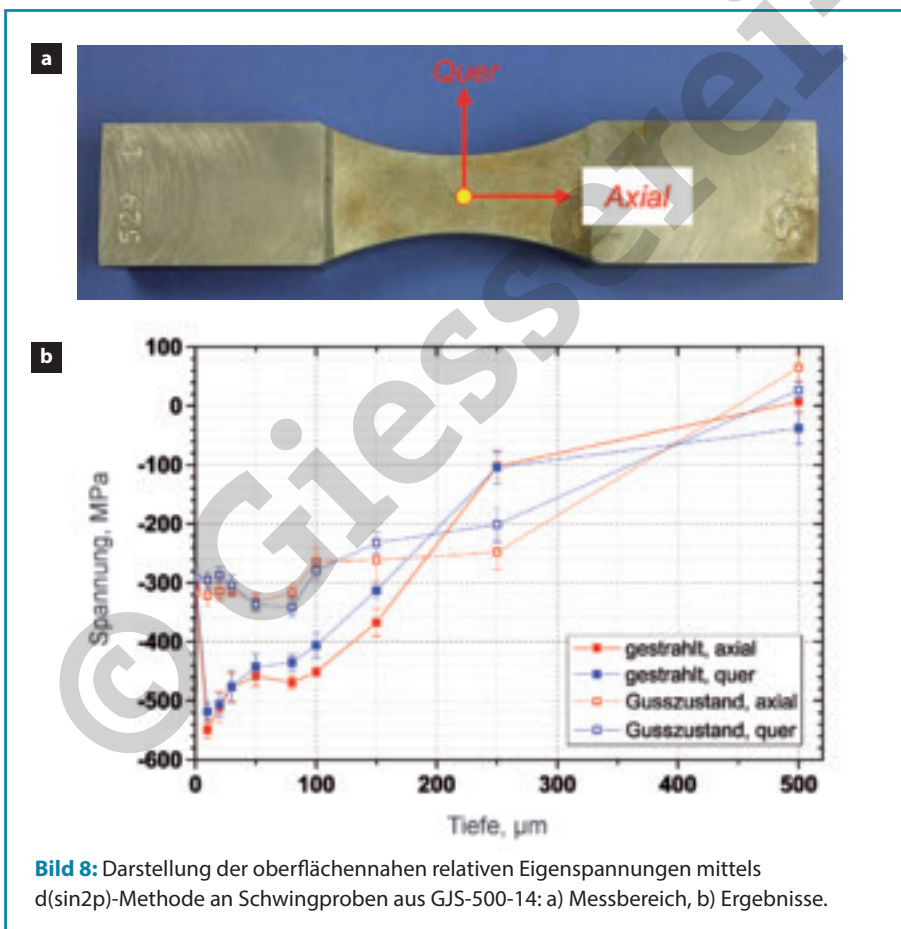 a
Quer
Axial
529 1
b
100
0
-100
-200
-300
-400
-500
-600
Spannung, MPa
gestrahlt, axial
gestrahlt, quer
Gusszustand, axial
Gusszustand, quer
0
100
200
300
400
500
Tiefe, µm
© Giesserei
Bild 8: Darstellung der oberflächennahen relativen Eigenspannungen mittels
d(sin2p)-Methode an Schwingproben aus GJS-500-14: a) Messbereich, b) Ergebnisse.